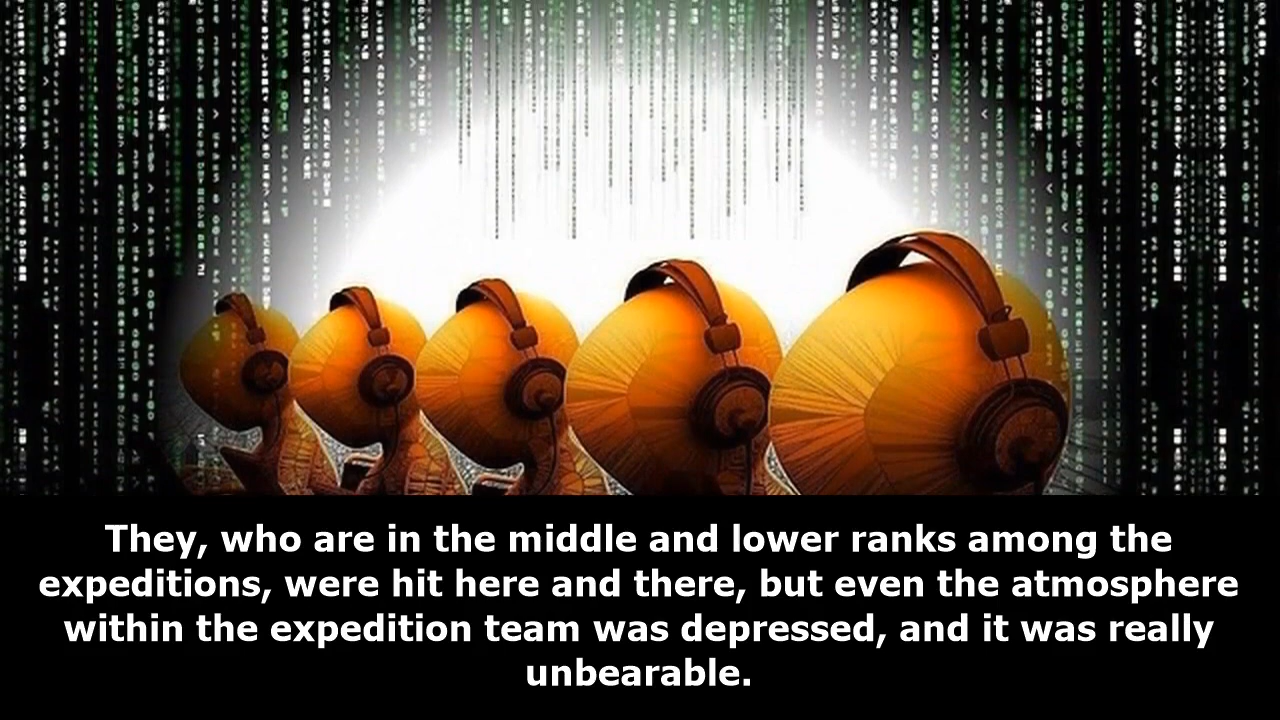 They, who are in the middle and lower ranks among the
expeditions, were hit here and there, but even the atmosphere
within the expedition team was depressed, and it was really
unbearable.